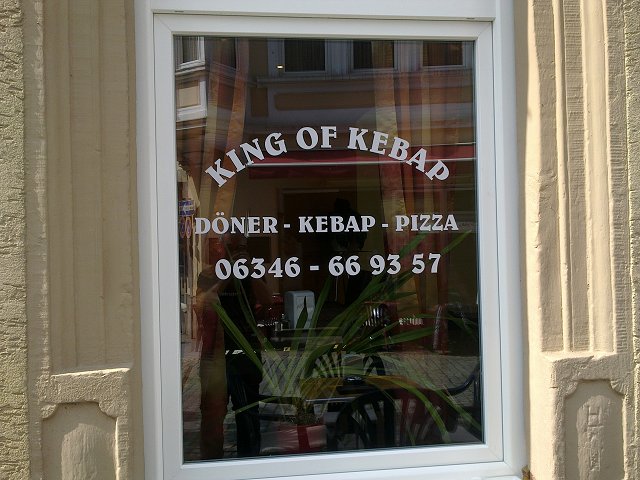 KING OF KEBAP
DÖNER - KEBAP - PIZZA
06346 - 66 93 57